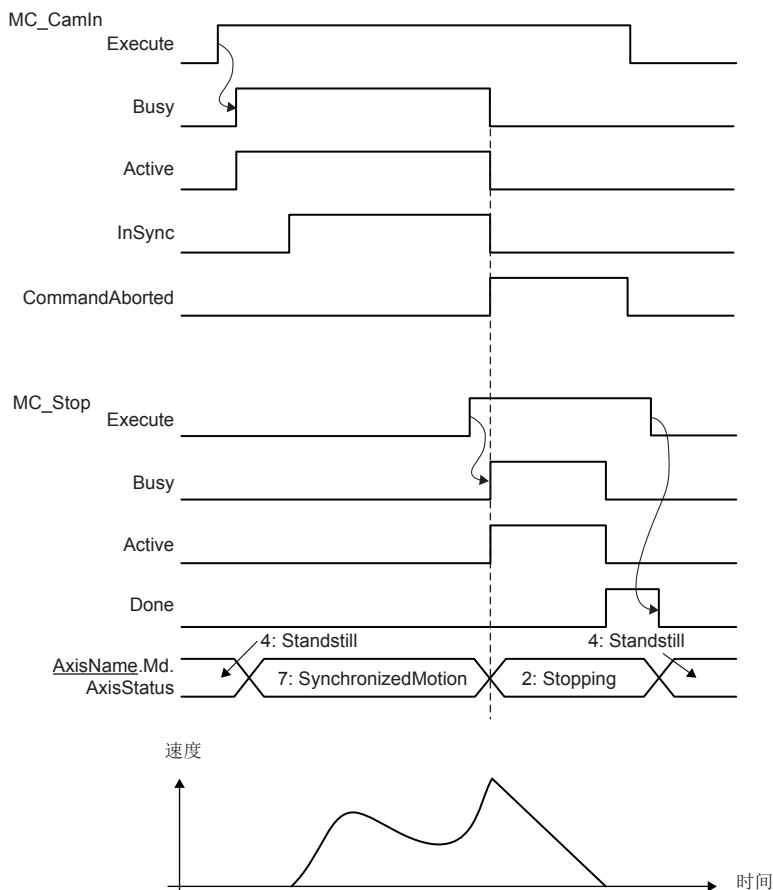 MC_CamIn
Execute
Busy
Active
InSync
CommandAborted
MC_Stop
Execute
Busy
Active
Done
4: Standstill
4: Standstill
AxisName.Md.
AxisStatus
7: SynchronizedMotion
2: Stopping
速度
时间